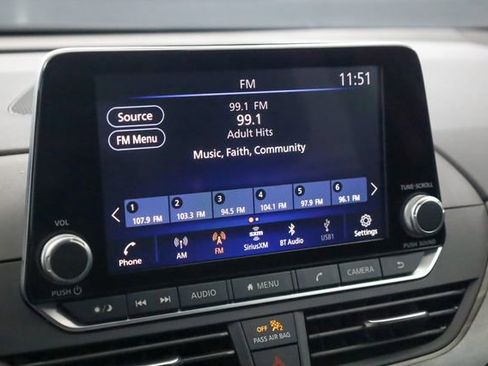 FM
11:51
Source
FM Menu
99.1 FM
99.1
Adult Hits
Music, Faith, Community
1 2 3 4 5 6
107.9 FM 103.3 FM 94.5 FM 104.1 FM 97.9 FM 96.1 FM
Phone AM FM SiriusXM BT Audio USB1 Settings
VOL
PUSH
TUNE·SCROLL
PUSH SOUND
AUDIO MENU CAMERA
OFF 2
PASS AIR BAG